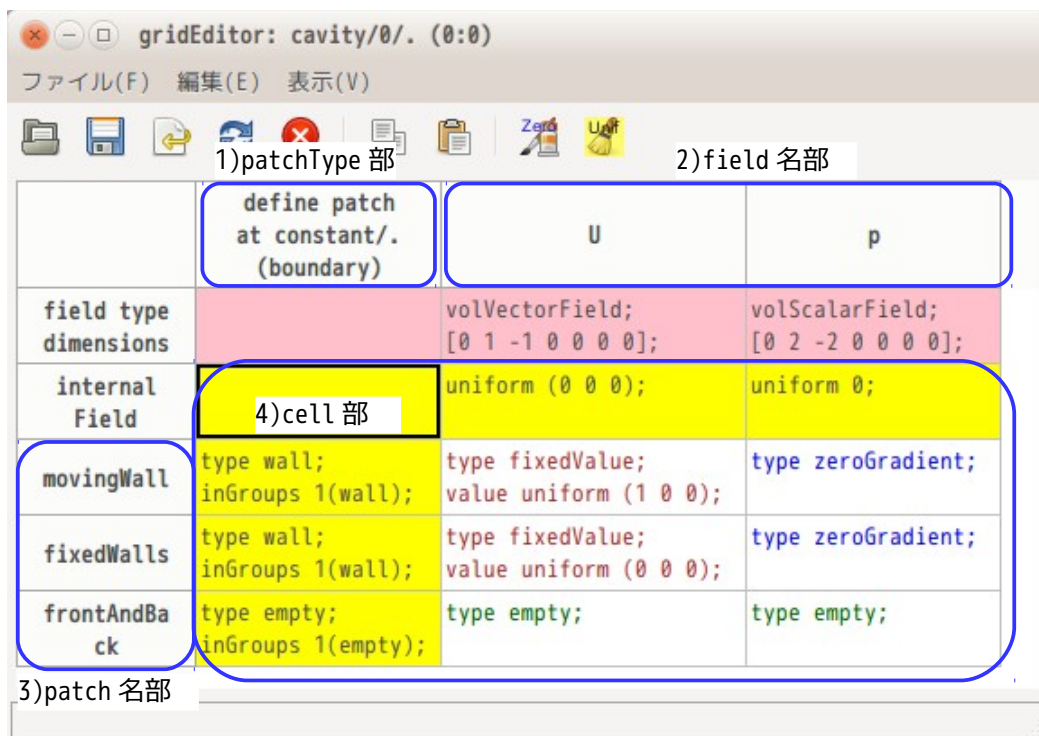 gridEditor: cavity/0/. (0:0)
ファイル(F) 編集(E) 表示(V)
Zero Unif
1)patchType 部 2)field 名部
define patch
at constant/.
(boundary)
U
p
field type
dimensions
volVectorField;
[0 1 -1 0 0 0 0];
volScalarField;
[0 2 -2 0 0 0 0];
internal
Field
4)cell 部
uniform (0 0 0);
uniform 0;
movingWall
type wall;
inGroups 1(wall);
type fixedValue;
value uniform (1 0 0);
type zeroGradient;
fixedWalls
type wall;
inGroups 1(wall);
type fixedValue;
value uniform (0 0 0);
type zeroGradient;
frontAndBa
ck
type empty;
inGroups 1(empty);
type empty;
type empty;
3)patch 名部